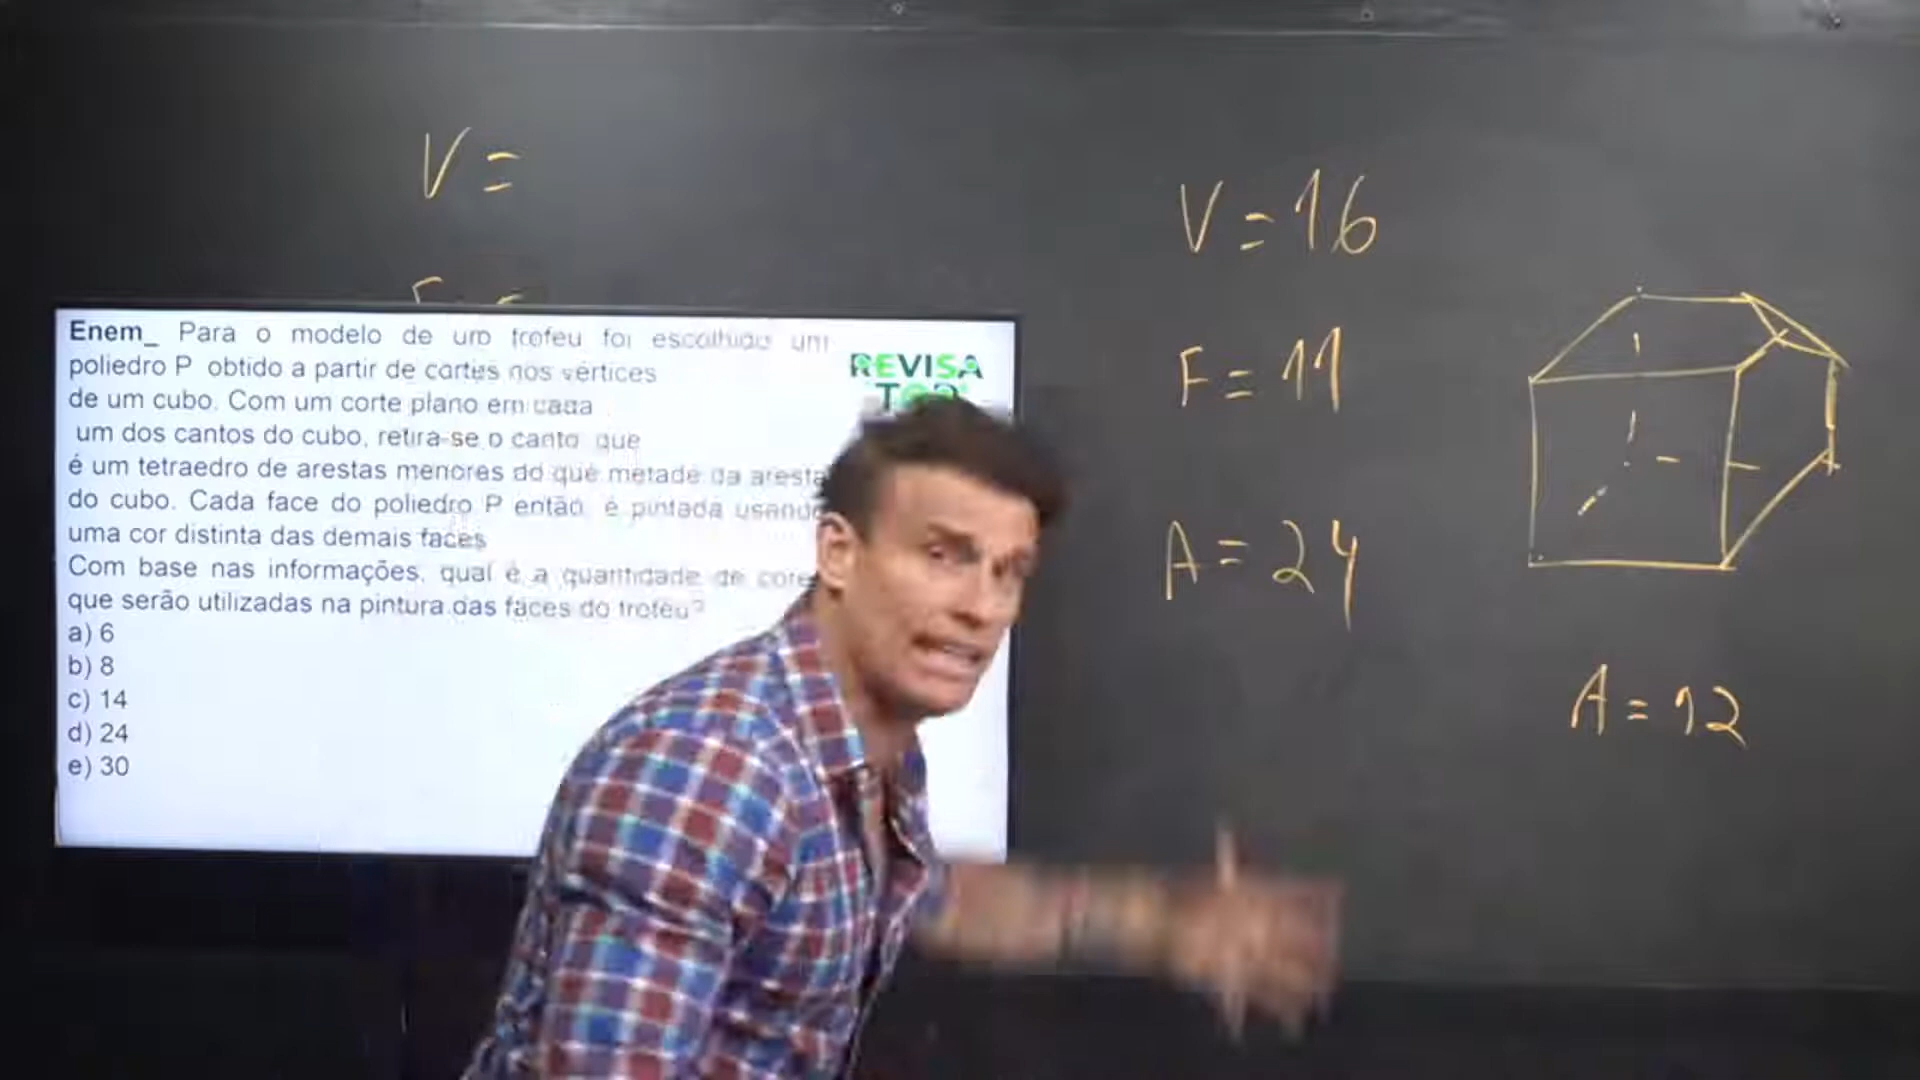 V =
V = 16
F = 11
A = 24
A = 12
Enem_ Para o modelo de um troféu foi escolhido um
poliedro P obtido a partir de cortes nos vértices
de um cubo. Com um corte plano em cada
um dos cantos do cubo, retira-se o canto que
é um tetraedro de arestas menores do que metade da aresta
do cubo. Cada face do poliedro P então, é pintada usando
uma cor distinta das demais faces
Com base nas informações, qual é a quantidade de core
que serão utilizadas na pintura das faces do troféu?
a) 6
b) 8
c) 14
d) 24
e) 30
REVISA